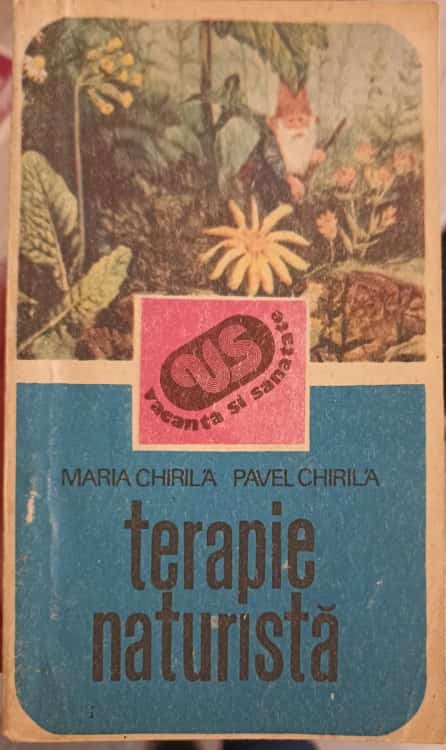 vacanță și sănătate
MARIA CHIRILĂ PAVEL CHIRILĂ
terapie
naturistă